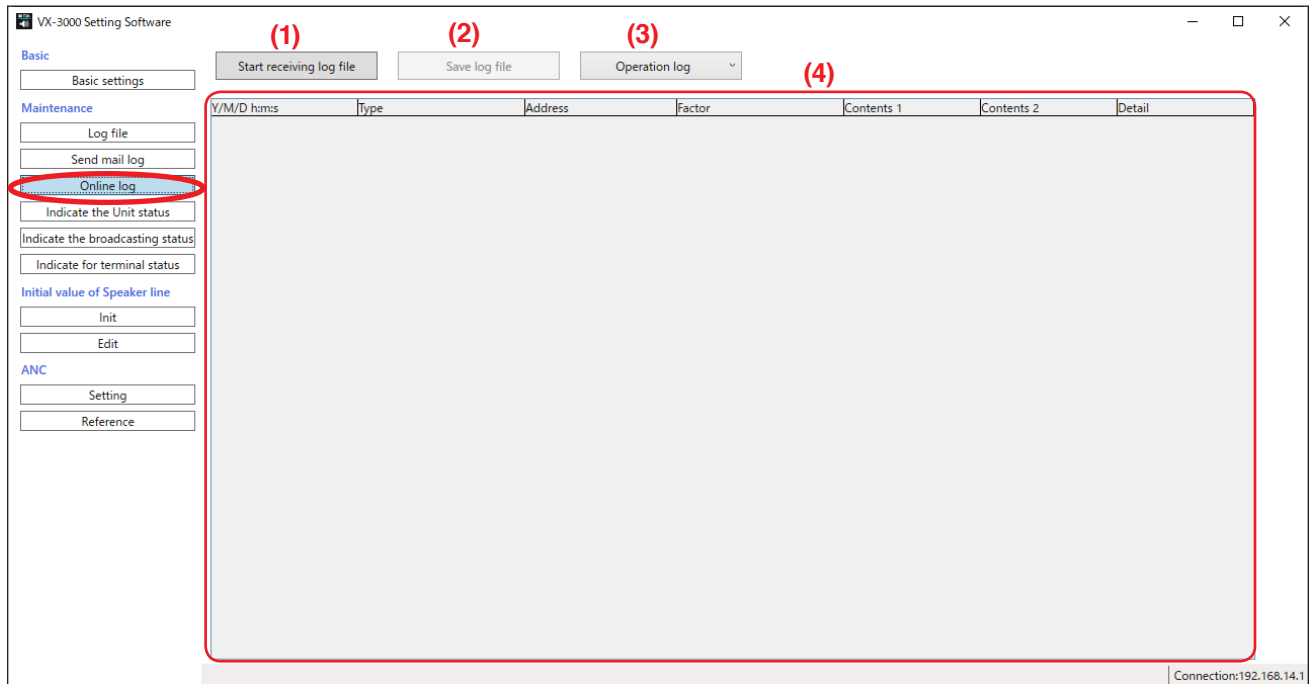 VX-3000 Setting Software
(1) (2) (3)
Basic
Start receiving log file Save log file Operation log
(4)
Basic settings
Maintenance
Y/M/D h:m:s Type Address Factor Contents 1 Contents 2 Detail
Log file
Send mail log
Online log
Indicate the Unit status
Indicate the broadcasting status
Indicate for terminal status
Initial value of Speaker line
Init
Edit
ANC
Setting
Reference
Connection:192.168.14.1